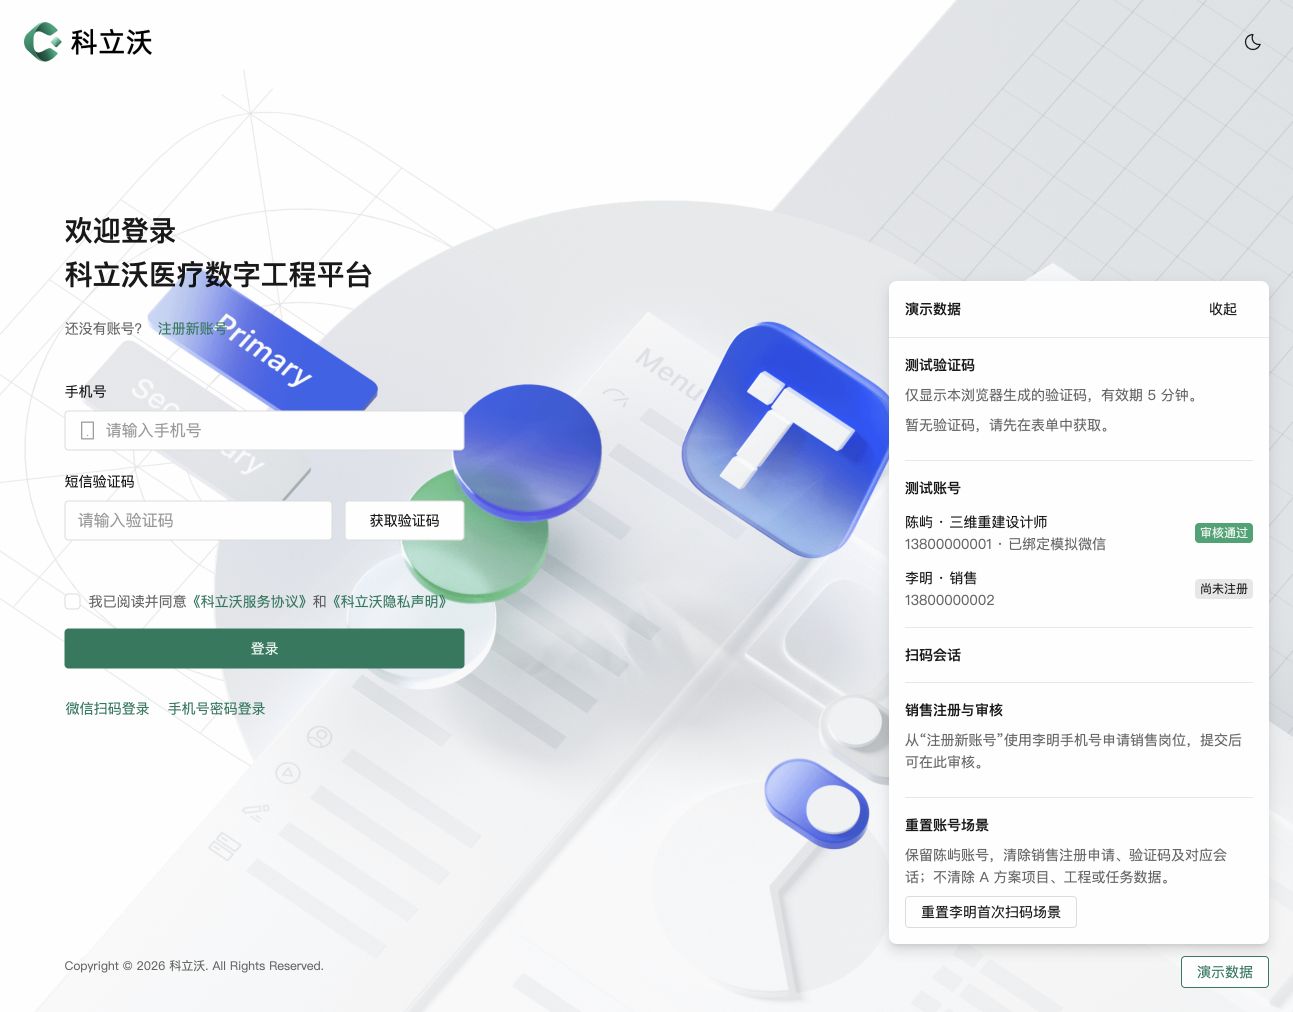 科立沃
欢迎登录
科立沃医疗数字工程平台
还没有账号？ 注册新账号
Primary
Secondary
Menu
手机号
请输入手机号
短信验证码
请输入验证码
获取验证码
我已阅读并同意《科立沃服务协议》和《科立沃隐私声明》
登录
微信扫码登录 手机号密码登录
Copyright © 2026 科立沃. All Rights Reserved.
演示数据
收起
测试验证码
仅显示本浏览器生成的验证码，有效期 5 分钟。
暂无验证码，请先在表单中获取。
测试账号
陈屿 · 三维重建设计师
13800000001 · 已绑定模拟微信
审核通过
李明 · 销售
13800000002
尚未注册
扫码会话
销售注册与审核
从“注册新账号”使用李明手机号申请销售岗位，提交后
可在此审核。
重置账号场景
保留陈屿账号，清除销售注册申请、验证码及对应会
话；不清除 A 方案项目、工程或任务数据。
重置李明首次扫码场景
演示数据